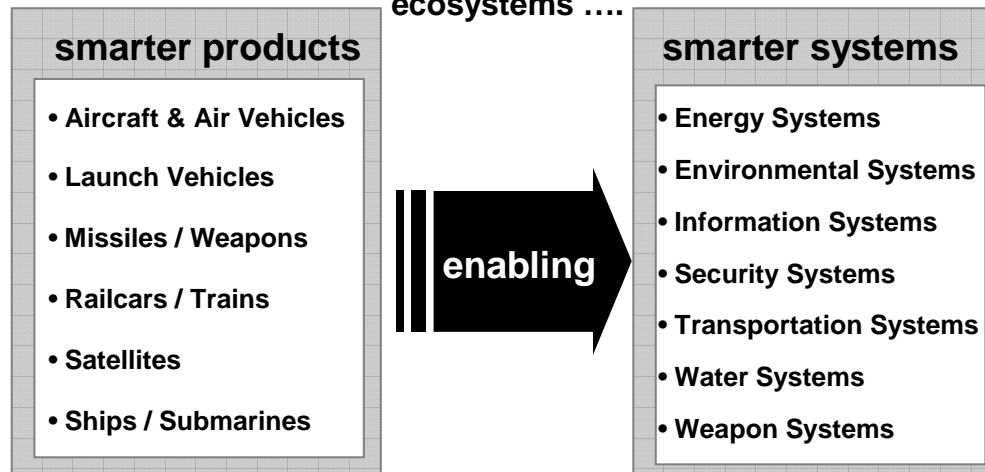 ecosystems ....
smarter products
• Aircraft & Air Vehicles
• Launch Vehicles
• Missiles / Weapons
• Railcars / Trains
• Satellites
• Ships / Submarines
enabling
smarter systems
• Energy Systems
• Environmental Systems
• Information Systems
• Security Systems
• Transportation Systems
• Water Systems
• Weapon Systems